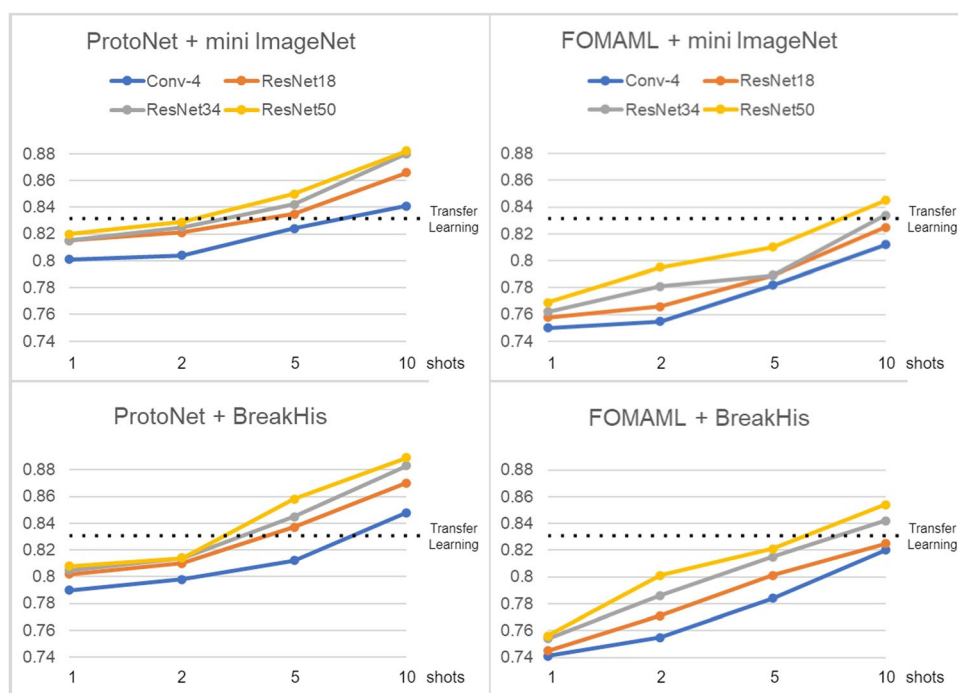 ProtoNet + mini ImageNet
Conv-4 ResNet18
ResNet34 ResNet50
0.88
0.86
0.84
0.82
0.8
0.78
0.76
0.74
Transfer
Learning
1 2 5 10 shots
FOMAML + mini ImageNet
Conv-4 ResNet18
ResNet34 ResNet50
0.88
0.86
0.84
0.82
0.8
0.78
0.76
0.74
Transfer
Learning
1 2 5 10 shots
ProtoNet + BreakHis
0.88
0.86
0.84
0.82
0.8
0.78
0.76
0.74
Transfer
Learning
1 2 5 10 shots
FOMAML + BreakHis
0.88
0.86
0.84
0.82
0.8
0.78
0.76
0.74
Transfer
Learning
1 2 5 10 shots